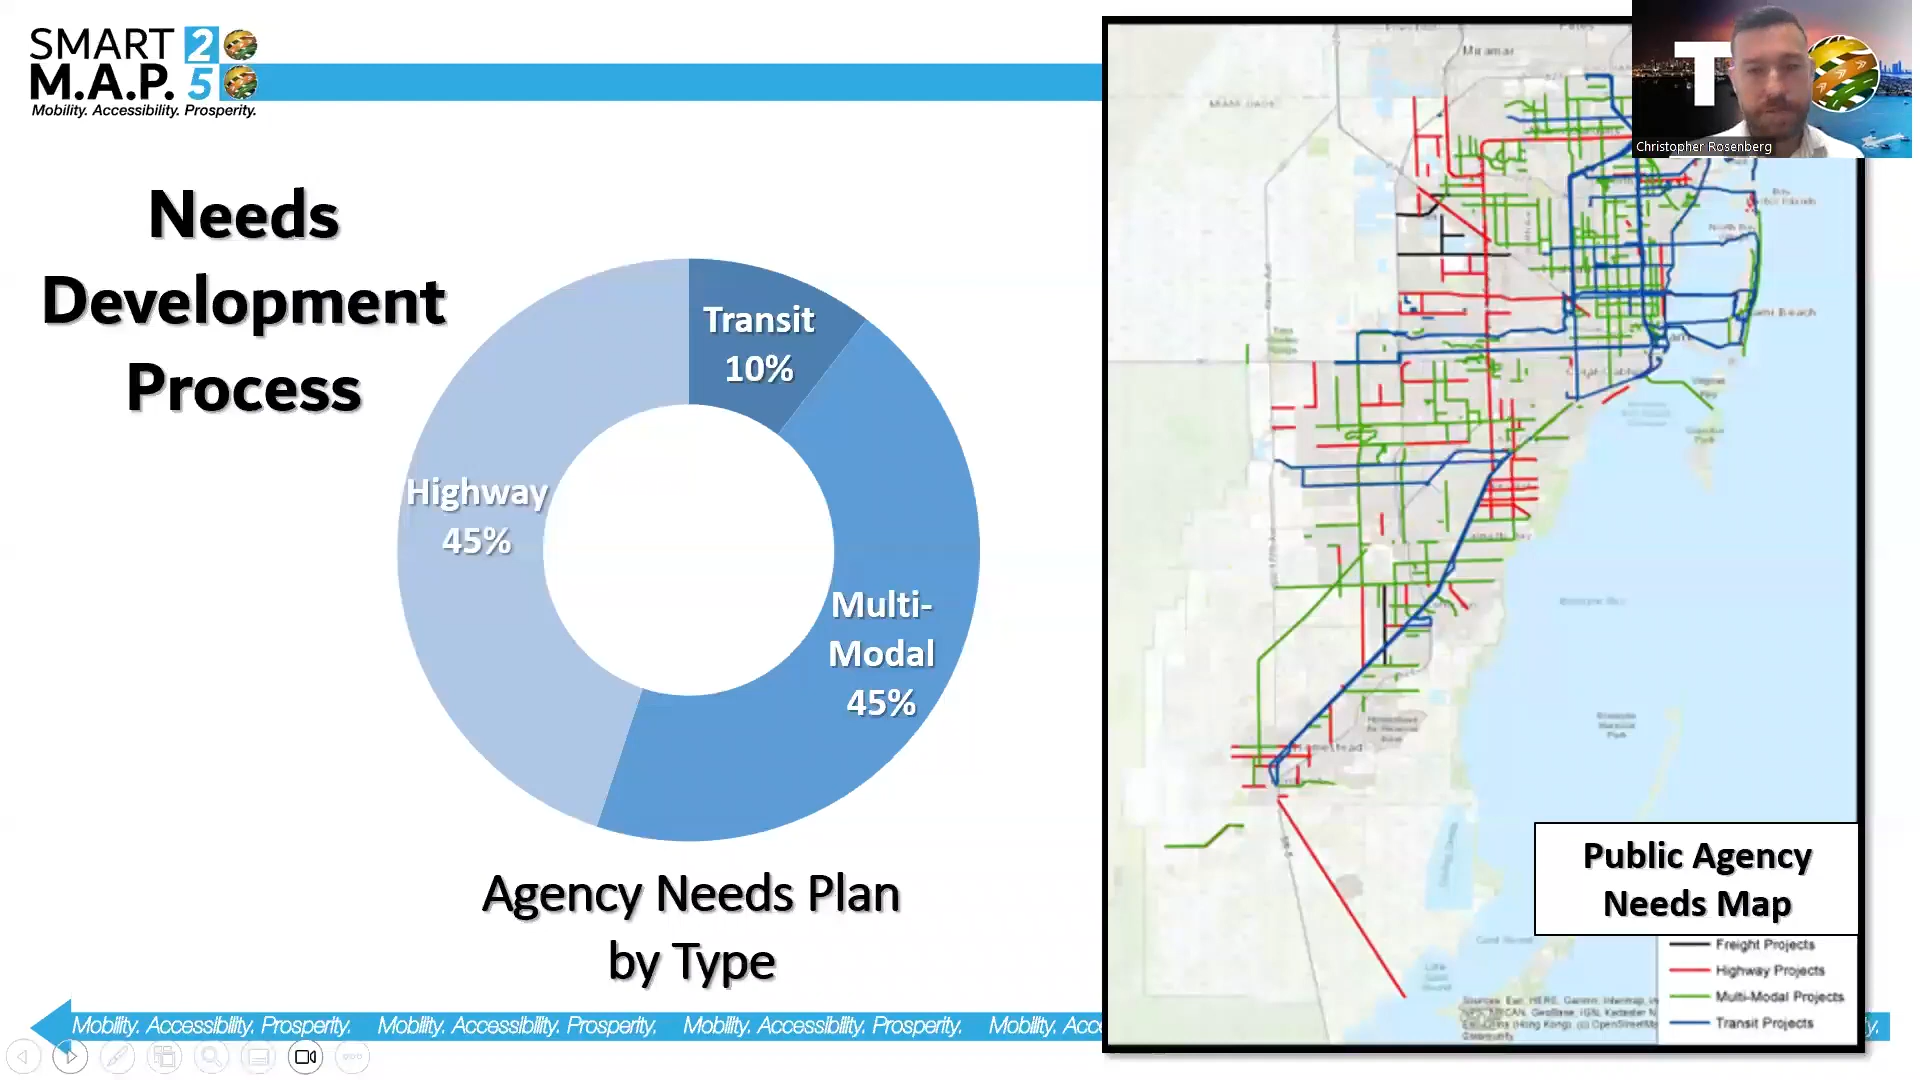 SMART 2
M.A.P. 5
Mobility. Accessibility. Prosperity.
Needs
Development
Process
Transit
10%
Highway
45%
Multi-
Modal
45%
Agency Needs Plan
by Type
Miramar
Christopher Rosenberg
Public Agency
Needs Map
Freight Projects
Highway Projects
Multi-Modal Projects
Transit Projects
Mobility. Accessibility. Prosperity. Mobility. Accessibility. Prosperity. Mobility. Accessibility. Prosperity. Mobility. Acc
y.